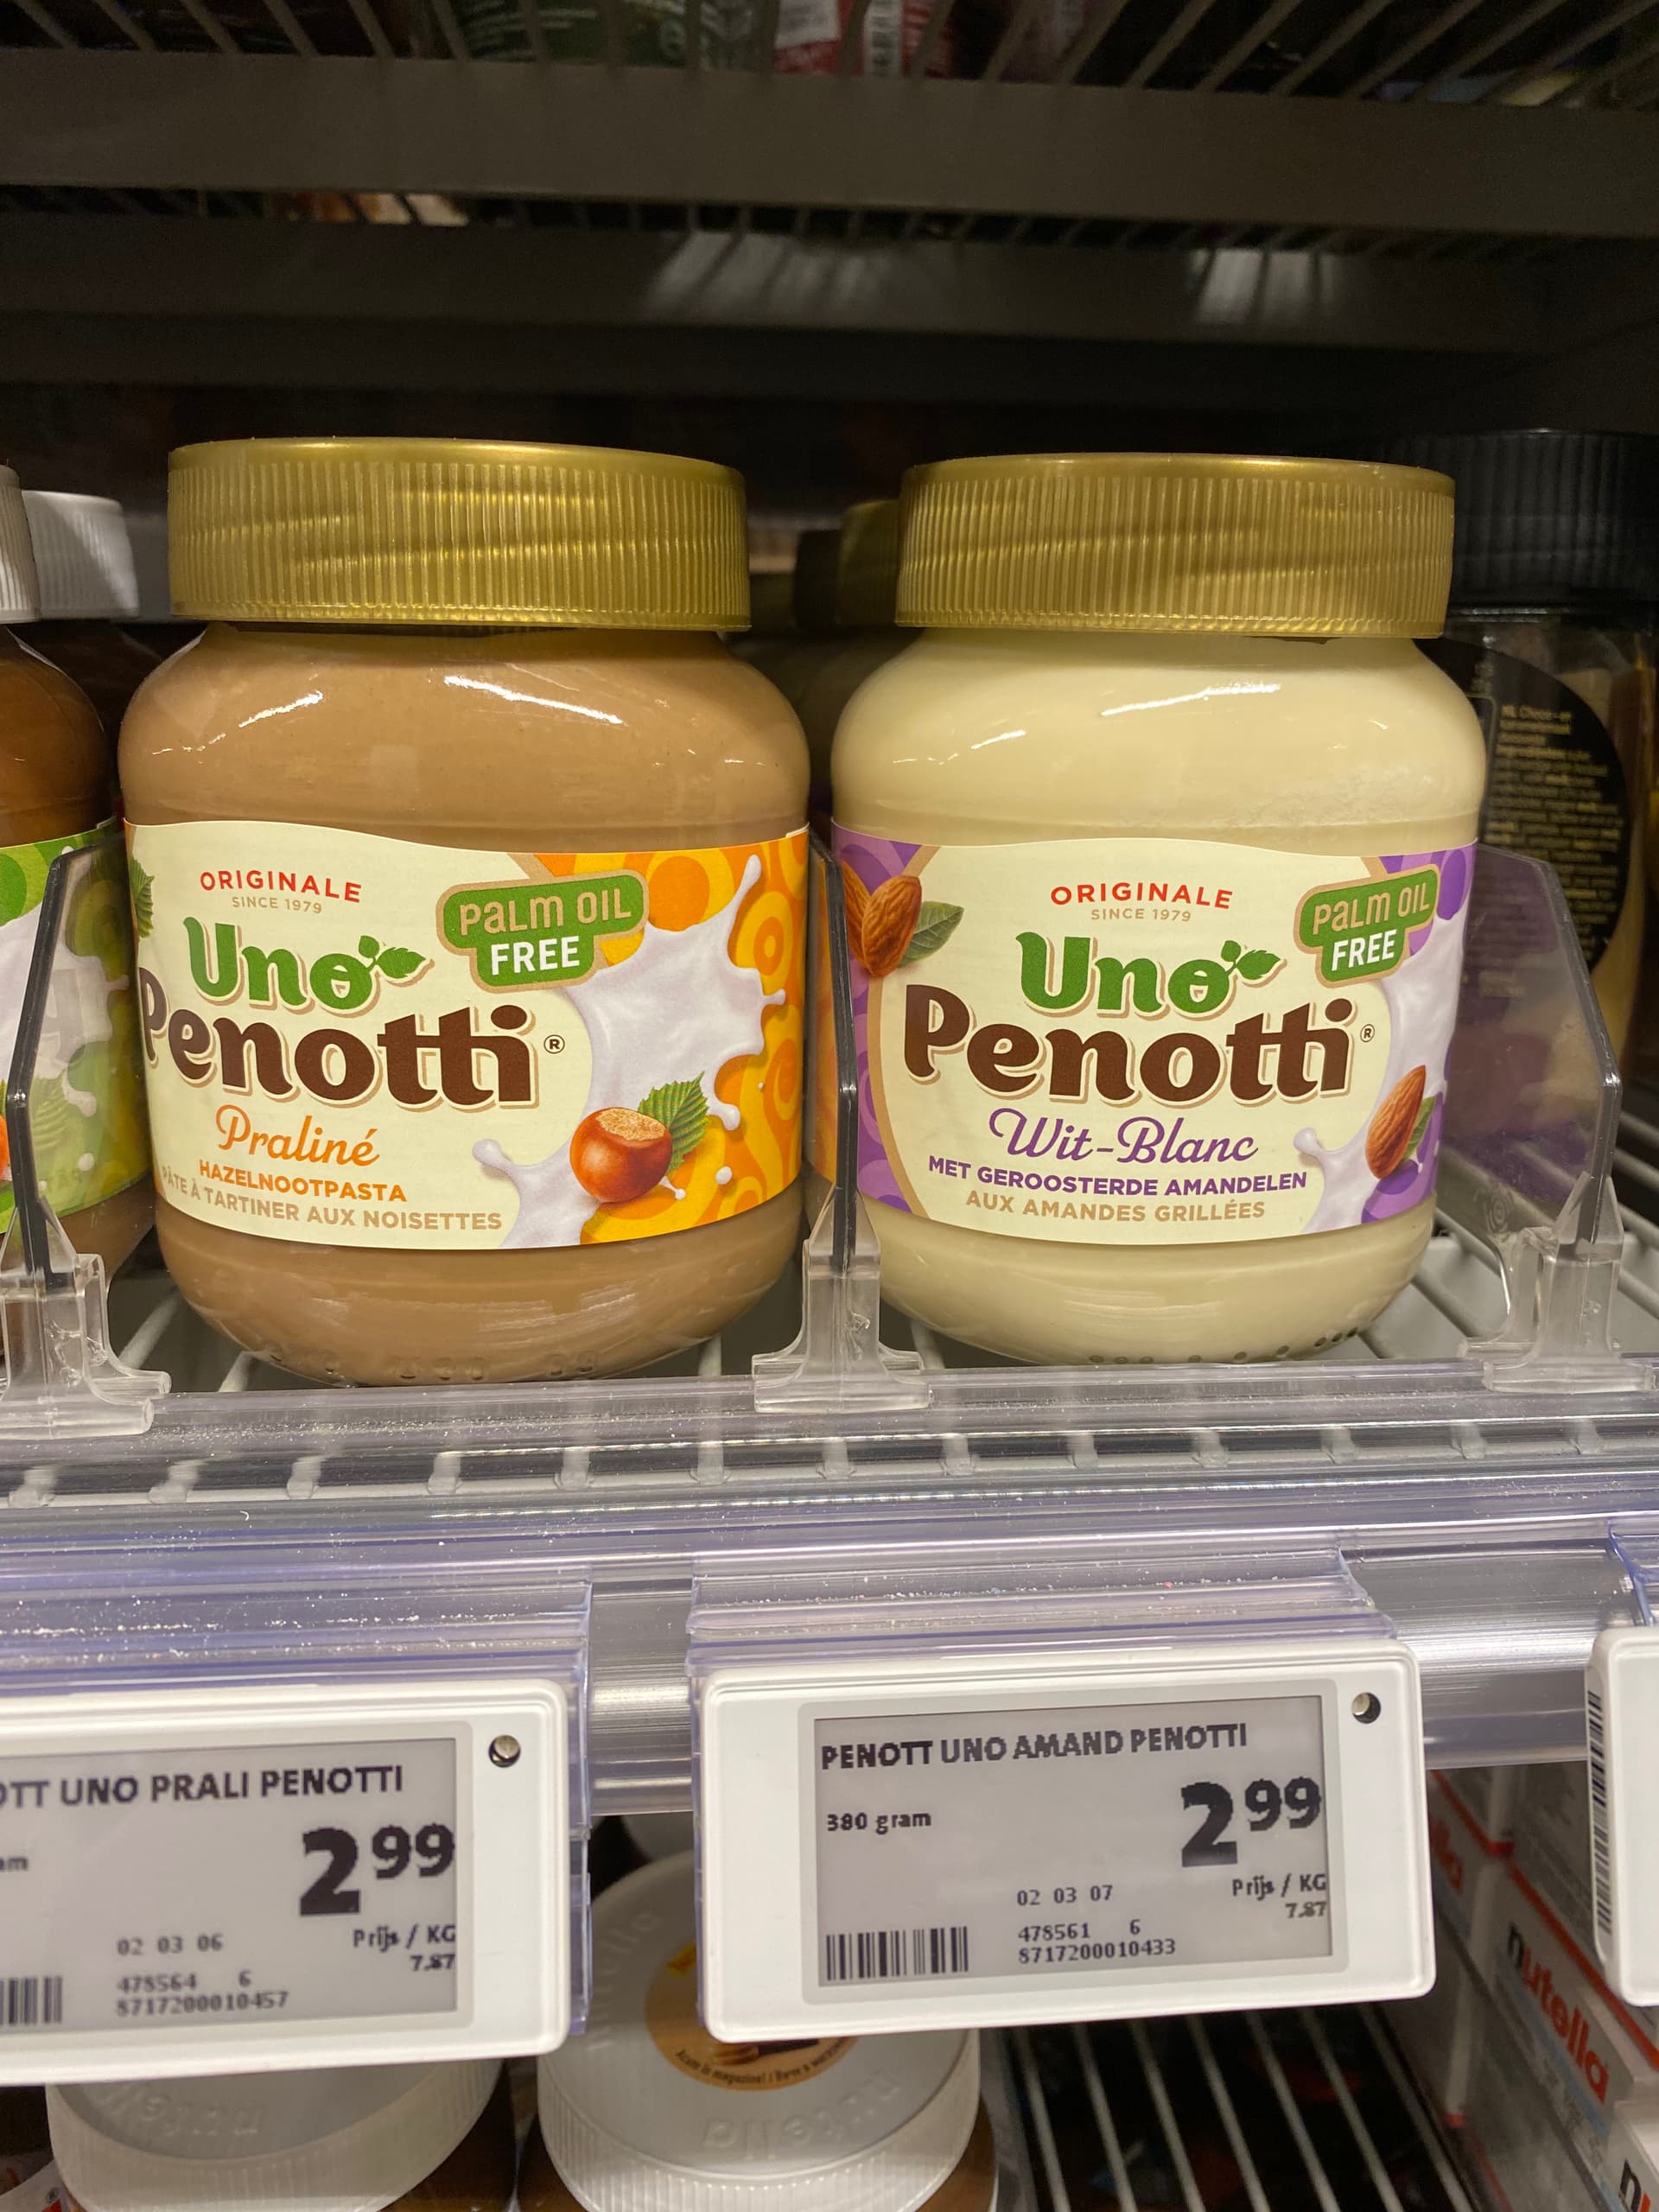 ORIGINALE
SINCE 1979
Uno
Penotti®
PALM OIL
FREE
Praliné
HAZELNOOTPASTA
PÂTE À TARTINER AUX NOISETTES
ORIGINALE
SINCE 1979
Uno
Penotti®
PALM OIL
FREE
Wit-Blanc
MET GEROOSTERDE AMANDELEN
AUX AMANDES GRILLÉES
OTT UNO PRALI PENOTTI
2 99
02 03 06
Prijs / KG
7.87
478564 6
8717200010457
PENOTT UNO AMAND PENOTTI
380 gram
2 99
02 03 07
Prijs / KG
7.87
478561 6
8717200010433
nutella
nutella
nutella